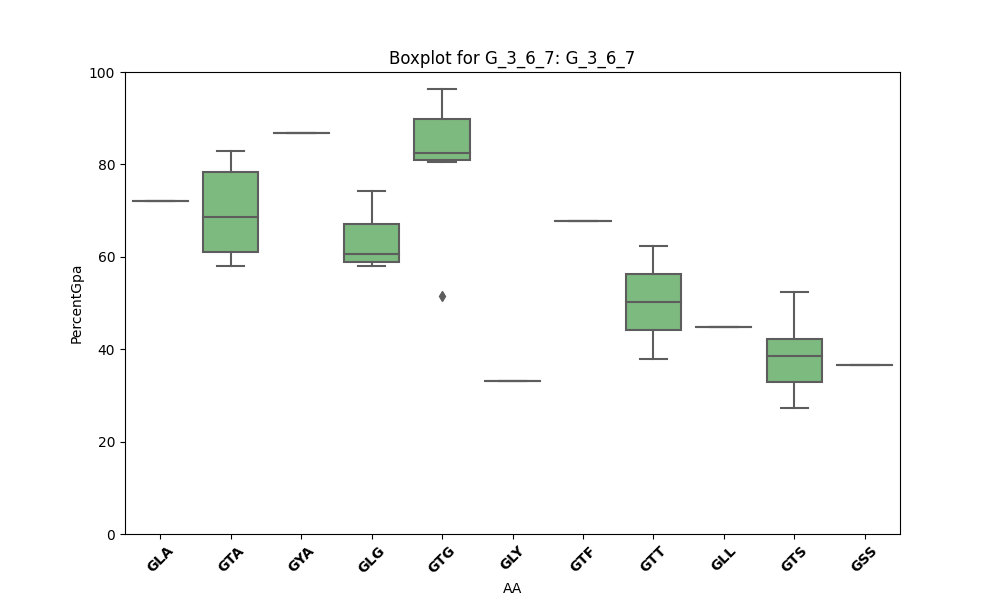 Boxplot for G_3_6_7: G_3_6_7
100
80
60
40
20
0
PercentGpa
GLA
GTA
GYA
GLG
GTG
GLY
GTF
GTT
GLL
GTS
GSS
AA